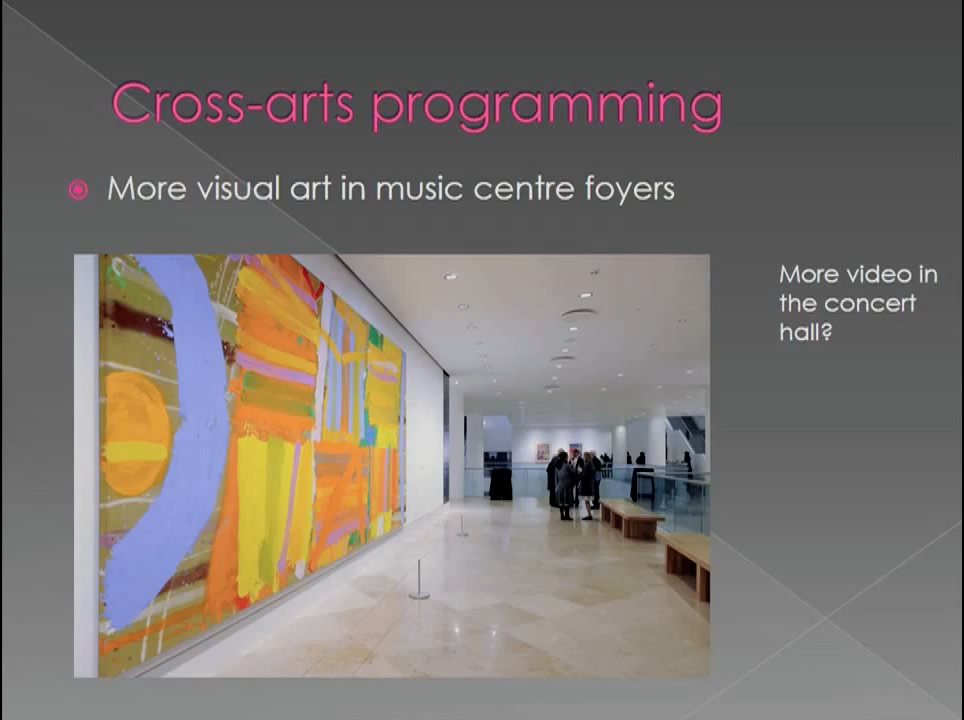 Cross-arts programming
More visual art in music centre foyers
More video in
the concert
hall?